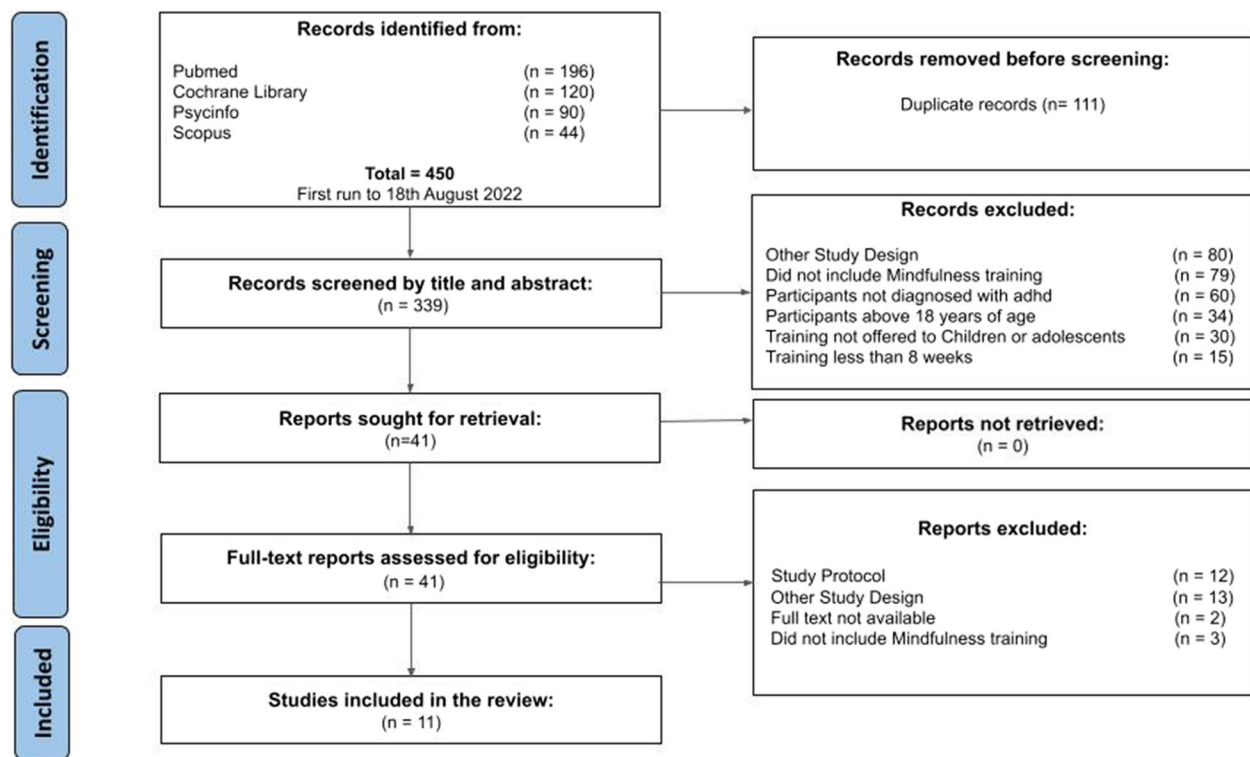 Identification
Records identified from:
Pubmed (n = 196)
Cochrane Library (n = 120)
Psycinfo (n = 90)
Scopus (n = 44)
Total = 450
First run to 18th August 2022
Records removed before screening:
Duplicate records (n= 111)
Screening
Records screened by title and abstract:
(n = 339)
Records excluded:
Other Study Design (n = 80)
Did not include Mindfulness training (n = 79)
Participants not diagnosed with adhd (n = 60)
Participants above 18 years of age (n = 34)
Training not offered to Children or adolescents (n = 30)
Training less than 8 weeks (n = 15)
Eligibility
Reports sought for retrieval:
(n=41)
Reports not retrieved:
(n = 0)
Full-text reports assessed for eligibility:
(n = 41)
Reports excluded:
Study Protocol (n = 12)
Other Study Design (n = 13)
Full text not available (n = 2)
Did not include Mindfulness training (n = 3)
Included
Studies included in the review:
(n = 11)